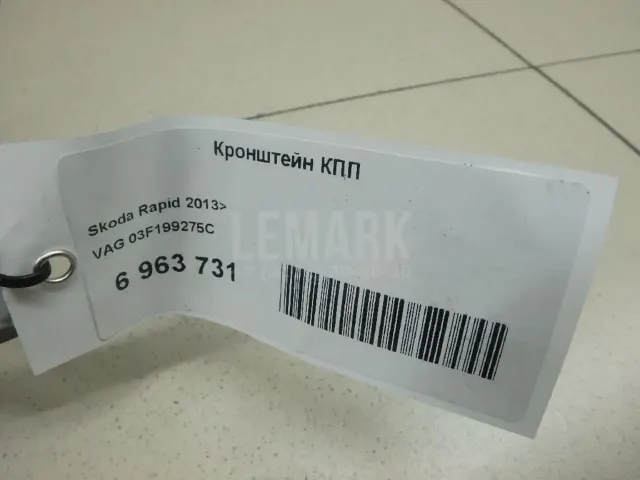 Кронштейн КПП
Skoda Rapid 2013>
VAG 03F199275C
6 963 731
LEMARK